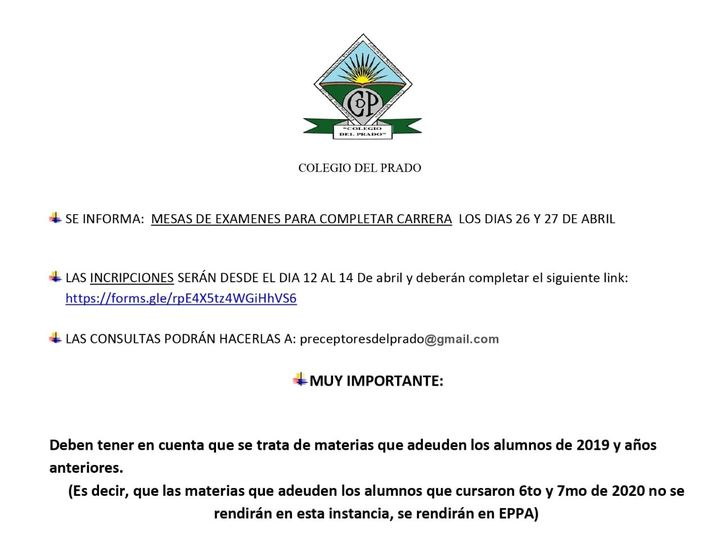 CDP
"COLEGIO
DEL PRADO"
COLEGIO DEL PRADO
SE INFORMA: MESAS DE EXAMENES PARA COMPLETAR CARRERA LOS DIAS 26 Y 27 DE ABRIL
LAS INCRIPCIONES SERÁN DESDE EL DIA 12 AL 14 De abril y deberán completar el siguiente link:
https://forms.gle/rpE4X5tz4WGiHhVS6
LAS CONSULTAS PODRÁN HACERLAS A: preceptoresdelprado@gmail.com
MUY IMPORTANTE:
Deben tener en cuenta que se trata de materias que adeuden los alumnos de 2019 y años
anteriores.
(Es decir, que las materias que adeuden los alumnos que cursaron 6to y 7mo de 2020 no se
rendirán en esta instancia, se rendirán en EPPA)